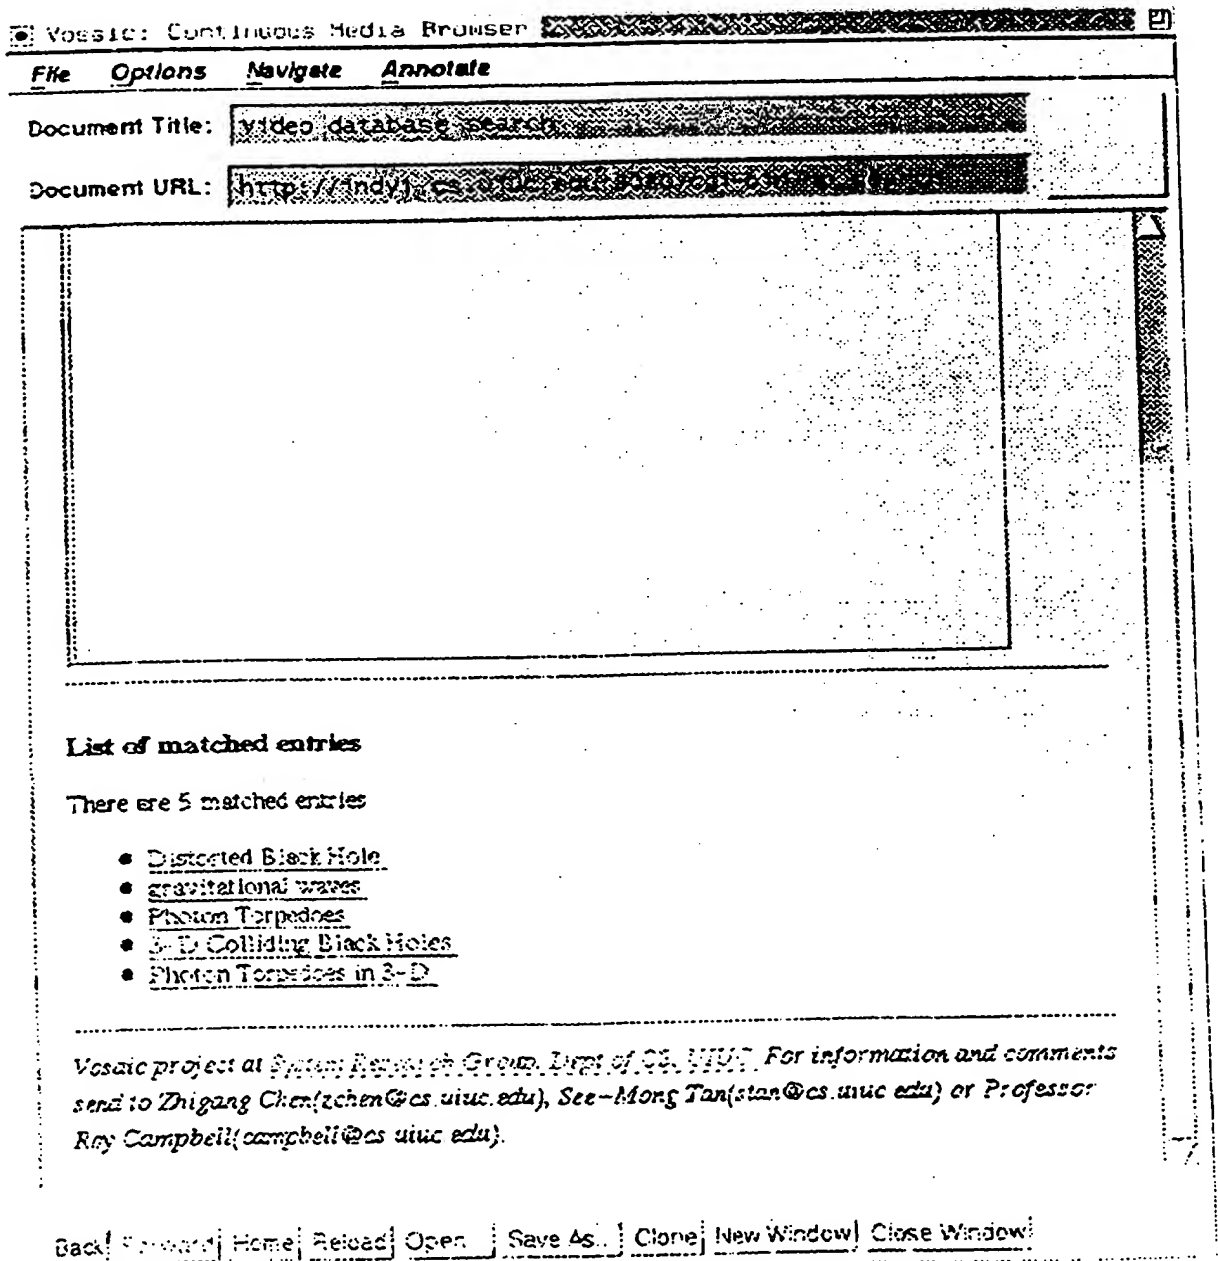 Vosaic: Continuous Media Browser
File Options Navigate Annotate
Document Title: video database search
Document URL:
List of matched entries
There are 5 matched entries
Distorted Black Hole
gravitational waves
Photon Torpedoes
3-D Colliding Black Holes
Photon Torpedoes in 3-D
Vosaic project at System Research Group, Dept of CS, UIUC. For information and comments
send to Zhigang Chen(zchen@cs.uiuc.edu), See-Mong Tan(stan@cs.uiuc.edu) or Professor
Roy Campbell(campbell@cs.uiuc.edu).
Back Forward Home Reload Open... Save As... Clone New Window Close Window